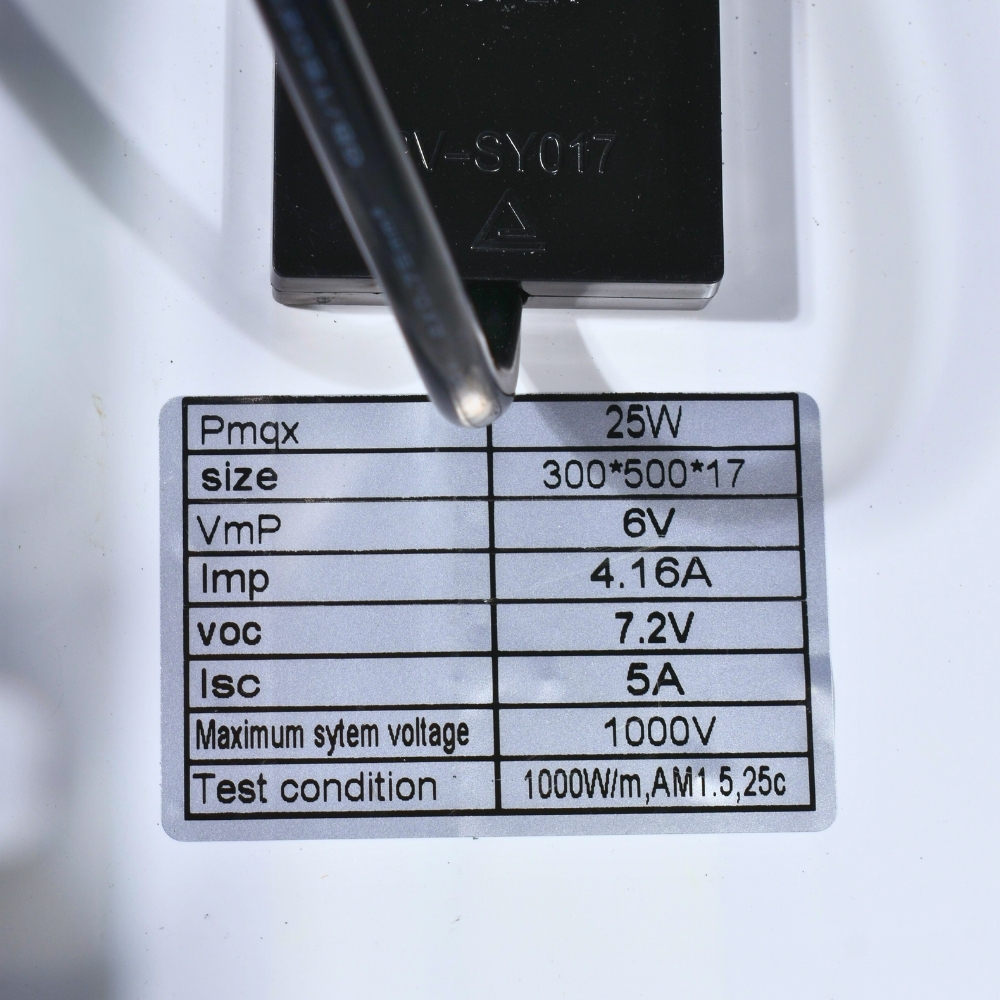 PV-SY017
Pmqx 25W
size 300*500*17
VmP 6V
Imp 4.16A
voc 7.2V
Isc 5A
Maximum sytem voltage 1000V
Test condition 1000W/m,AM1.5,25c